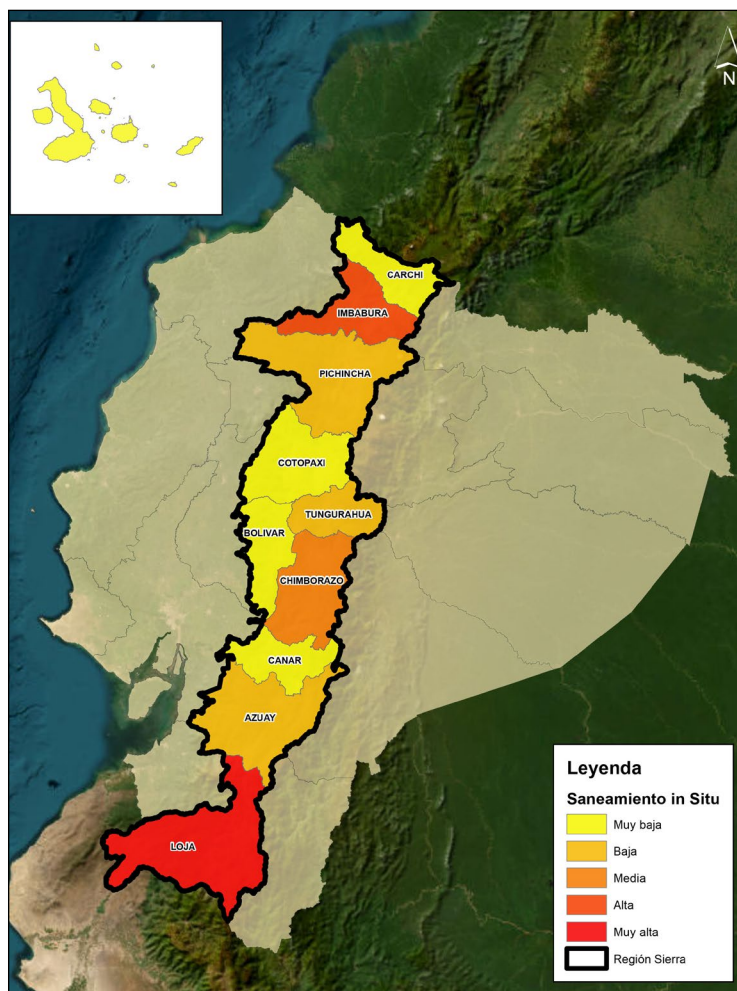 N
CARCHI
IMBABURA
PICHINCHA
COTOPAXI
TUNGURAHUA
BOLIVAR
CHIMBORAZO
CANAR
AZUAY
LOJA
Leyenda
Saneamiento in Situ
Muy baja
Baja
Media
Alta
Muy alta
Región Sierra